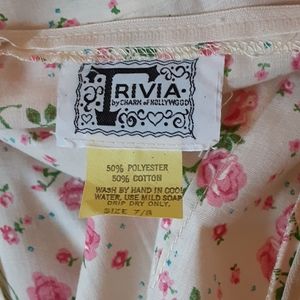 TRIVIA
by CHARM of HOLLYWOOD
50% POLYESTER
50% COTTON
WASH BY HAND IN COOL
WATER, USE MILD SOAP
DRIP DRY ONLY.
SIZE 7/8